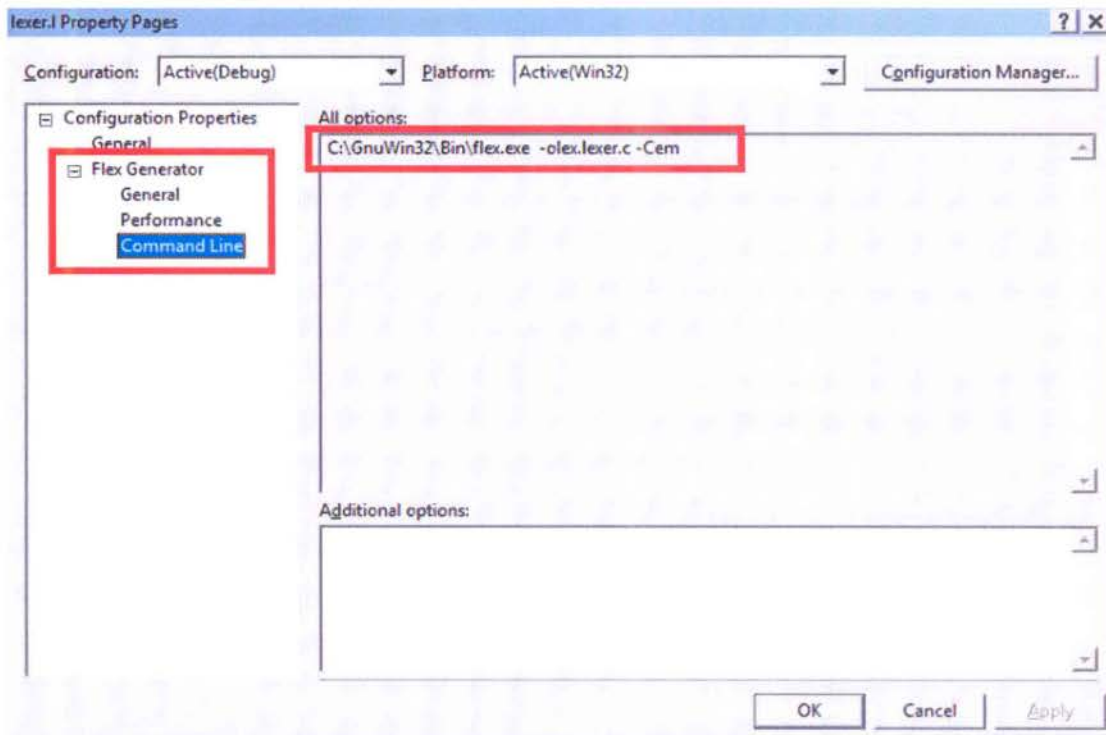 lexer.l Property Pages
? X
Configuration: Active(Debug) Platform: Active(Win32) Configuration Manager...
Configuration Properties
General
Flex Generator
General
Performance
Command Line
All options:
C:\GnuWin32\Bin\flex.exe -olex.lexer.c -Cem
Additional options:
OK Cancel Apply